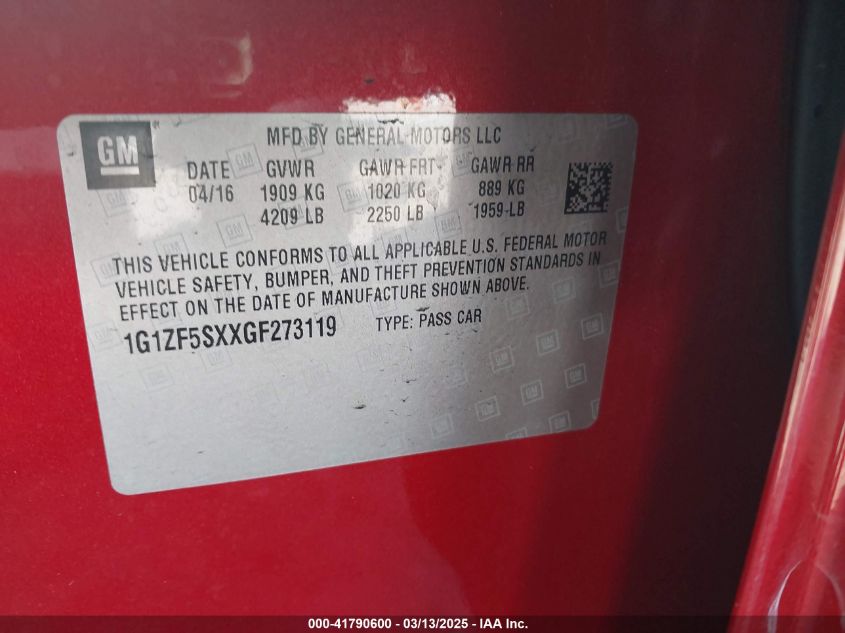 GM
MFD BY GENERAL MOTORS LLC
DATE GVWR GAWR FRT GAWR RR
04/16 1909 KG 1020 KG 889 KG
4209 LB 2250 LB 1959 LB
THIS VEHICLE CONFORMS TO ALL APPLICABLE U.S. FEDERAL MOTOR
VEHICLE SAFETY, BUMPER, AND THEFT PREVENTION STANDARDS IN
EFFECT ON THE DATE OF MANUFACTURE SHOWN ABOVE.
1G1ZF5SXXGF273119 TYPE: PASS CAR
000-41790600 / 03/13/2025 - IAA Inc.